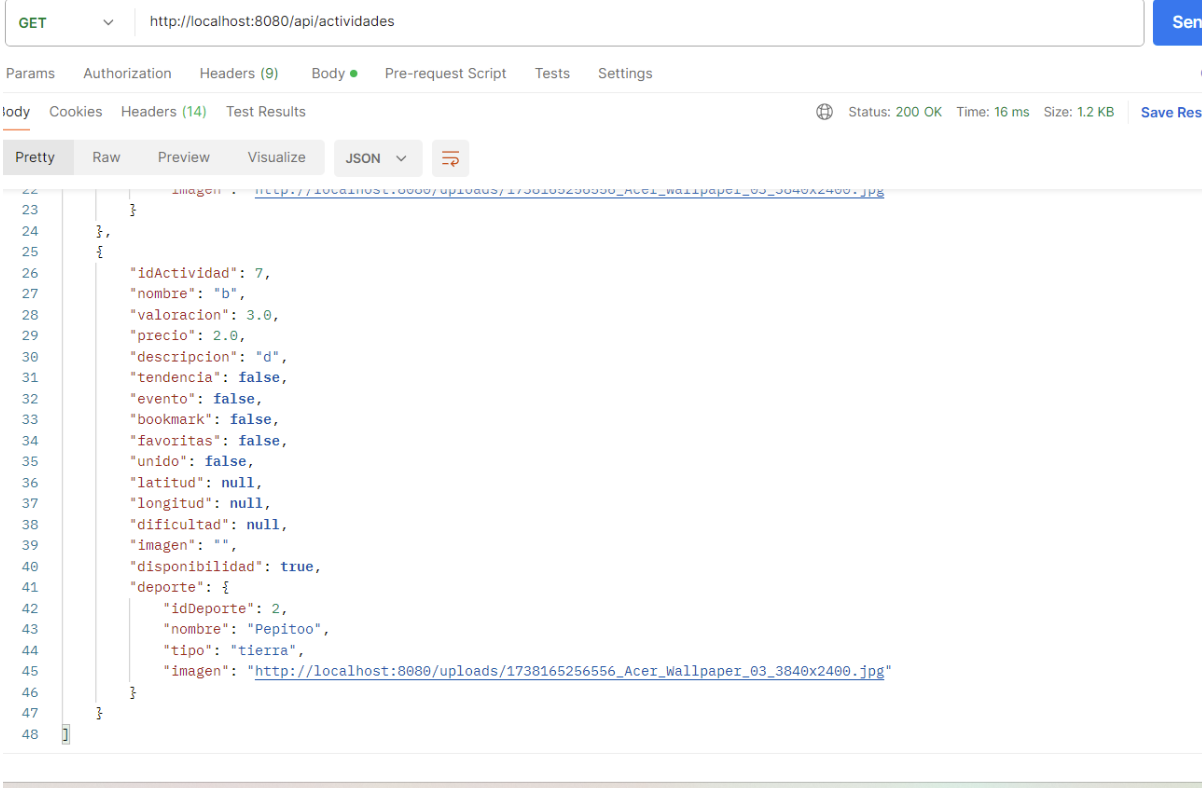 GET http://localhost:8080/api/actividades Sen
Params Authorization Headers (9) Body Pre-request Script Tests Settings
Body Cookies Headers (14) Test Results Status: 200 OK Time: 16 ms Size: 1.2 KB Save Res
Pretty Raw Preview Visualize JSON
22 "imagen": "http://localhost:8080/uploads/1738165256556_Acer_Wallpaper_03_3840x2400.jpg
23 }
24 },
25 {
26 "idActividad": 7,
27 "nombre": "b",
28 "valoracion": 3.0,
29 "precio": 2.0,
30 "descripcion": "d",
31 "tendencia": false,
32 "evento": false,
33 "bookmark": false,
34 "favoritas": false,
35 "unido": false,
36 "latitud": null,
37 "longitud": null,
38 "dificultad": null,
39 "imagen": "",
40 "disponibilidad": true,
41 "deporte": {
42 "idDeporte": 2,
43 "nombre": "Pepitoo",
44 "tipo": "tierra",
45 "imagen": "http://localhost:8080/uploads/1738165256556_Acer_Wallpaper_03_3840x2400.jpg"
46 }
47 }
48 ]